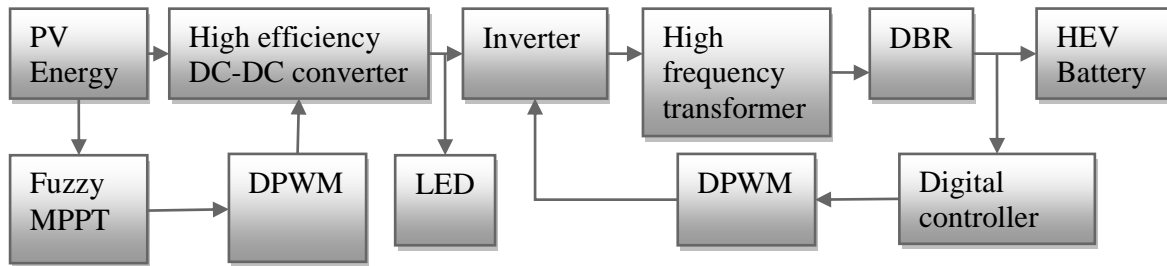 PV
Energy
High efficiency
DC-DC converter
Inverter
High
frequency
transformer
DBR
HEV
Battery
Fuzzy
MPPT
DPWM
LED
DPWM
Digital
controller